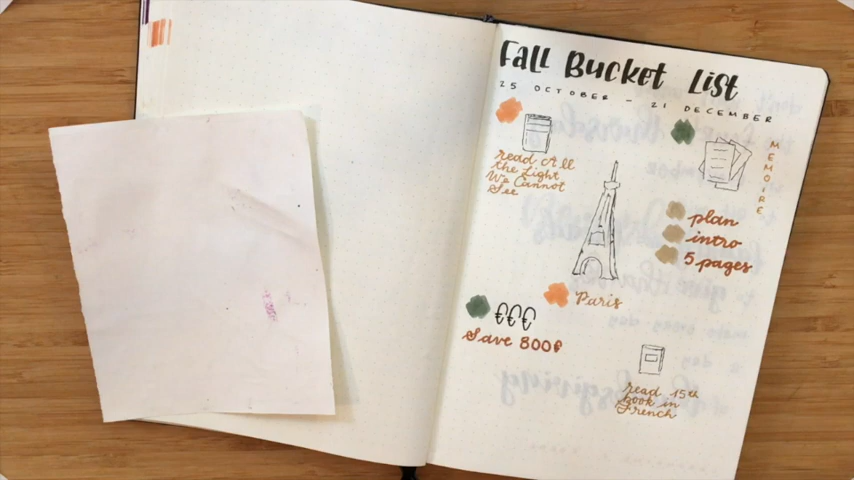 Fall Bucket List
25 OCTOBER - 21 DECEMBER
read All
the Light
We Cannot
See
MEMOIRE
plan
intro
5 pages
Paris
€€€
Save 800€
read 15th
book in
French